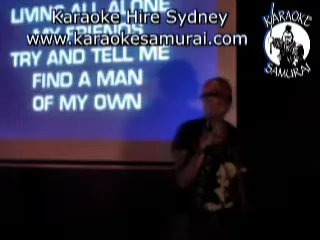 LIVING ALL ALONE
Karaoke Hire Sydney
www.karaokesamurai.com
TRY AND TELL ME
FIND A MAN
OF MY OWN
KARAOKE
SAMURAI